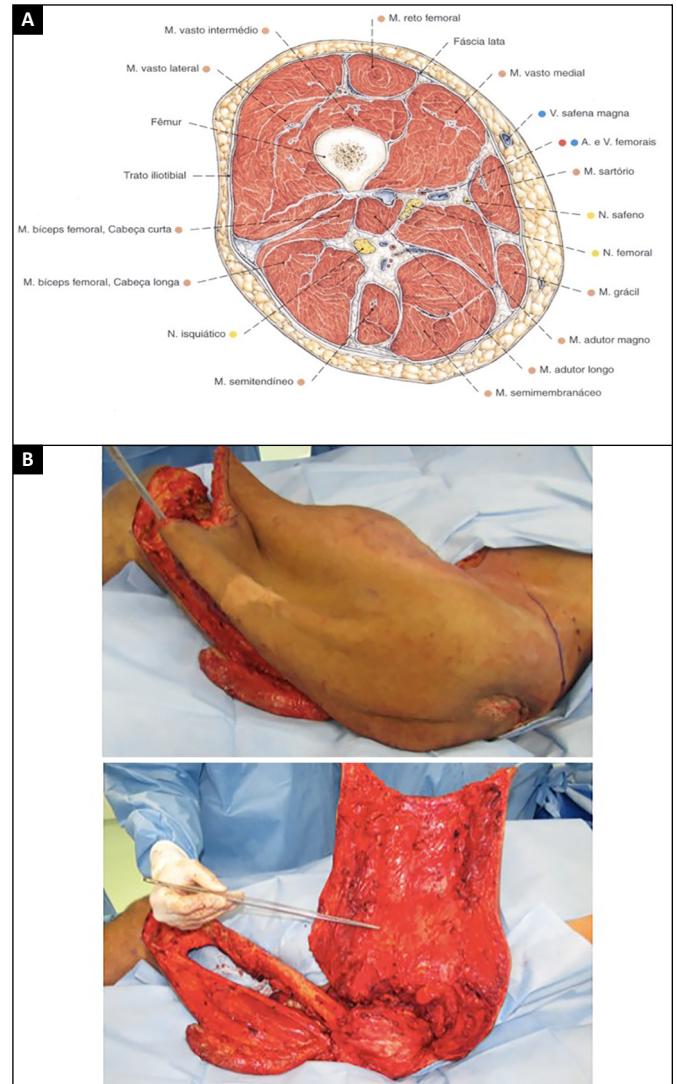 A
M. reto femoral
M. vasto intermédio
Fáscia lata
M. vasto lateral
M. vasto medial
V. safena magna
Fêmur
A. e V. femorais
M. sartório
Trato iliotibial
N. safeno
M. bíceps femoral, Cabeça curta
N. femoral
M. bíceps femoral, Cabeça longa
M. grácil
N. isquiático
M. adutor magno
M. adutor longo
M. semitendíneo
M. semimembranáceo
B